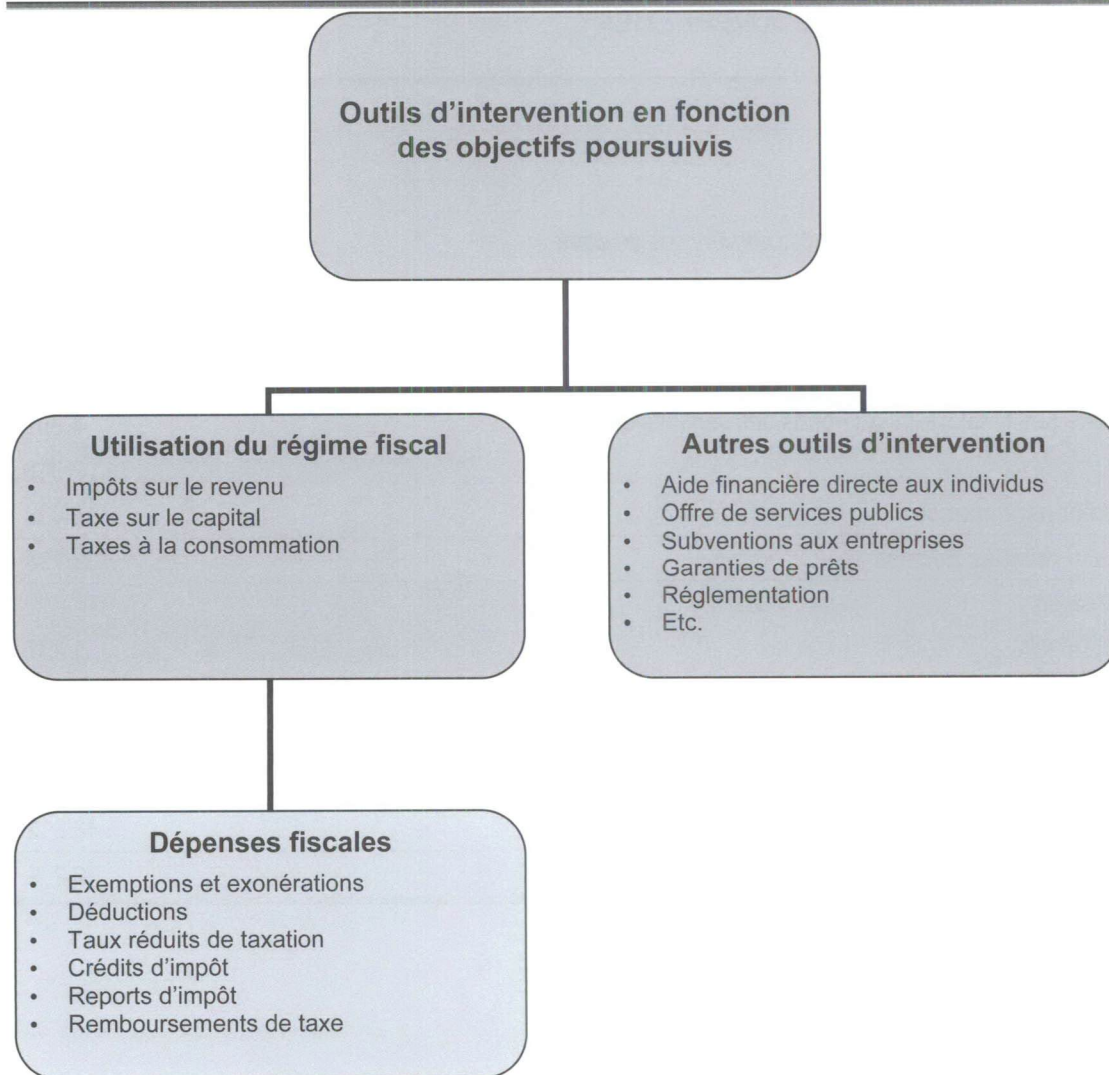 Outils d'intervention en fonction
des objectifs poursuivis
Utilisation du régime fiscal
• Impôts sur le revenu
• Taxe sur le capital
• Taxes à la consommation
Autres outils d'intervention
• Aide financière directe aux individus
• Offre de services publics
• Subventions aux entreprises
• Garanties de prêts
• Réglementation
• Etc.
Dépenses fiscales
• Exemptions et exonérations
• Déductions
• Taux réduits de taxation
• Crédits d'impôt
• Reports d'impôt
• Remboursements de taxe